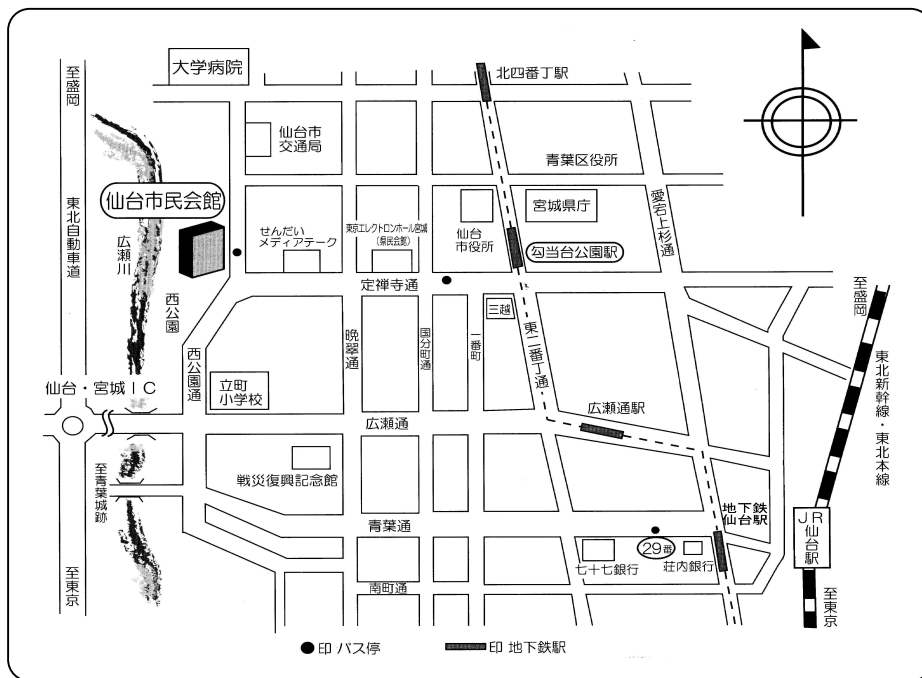 大学病院
北四番丁駅
至盛岡
仙台市
交通局
青葉区役所
東北自動車道
仙台市民会館
せんだい
メディアテーク
東京エレクトロンホール宮城
(県民会館)
仙台
市役所
宮城県庁
愛宕上杉通
勾当台公園駅
広瀬川
西公園
定禅寺通
三越
至盛岡
西公園通
晩翠通
国分町通
一番町
東二番丁通
東北新幹線・東北本線
仙台・宮城IC
立町
小学校
広瀬通
広瀬通駅
戦災復興記念館
至青葉城跡
青葉通
地下鉄
仙台駅
JR
仙台駅
七十七銀行
29番
荘内銀行
南町通
至東京
至東京
●印 バス停
印 地下鉄駅